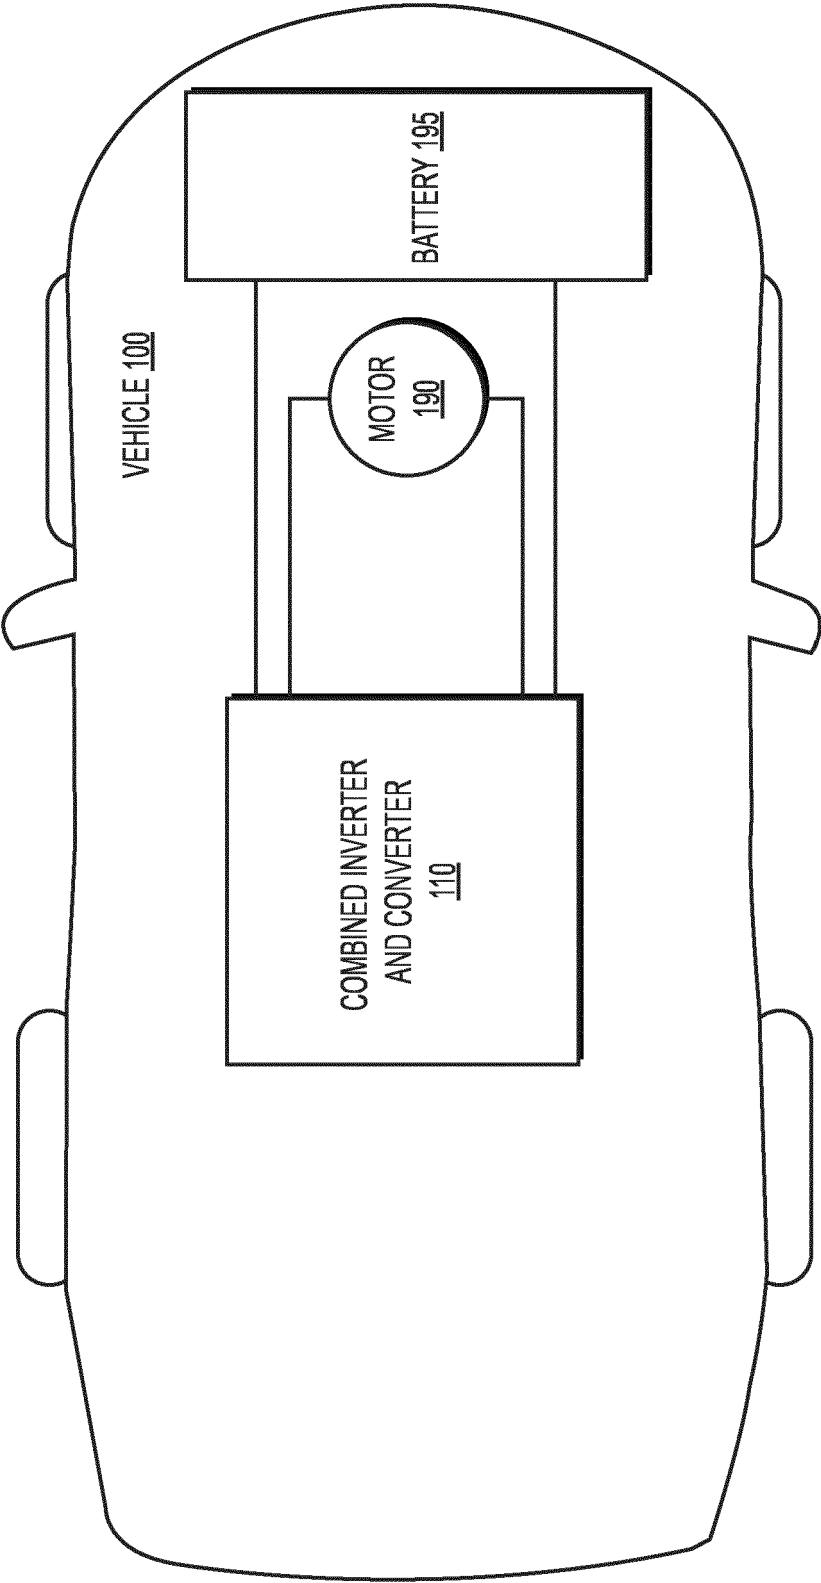 VEHICLE 100
COMBINED INVERTER
AND CONVERTER
110
MOTOR
190
BATTERY 195